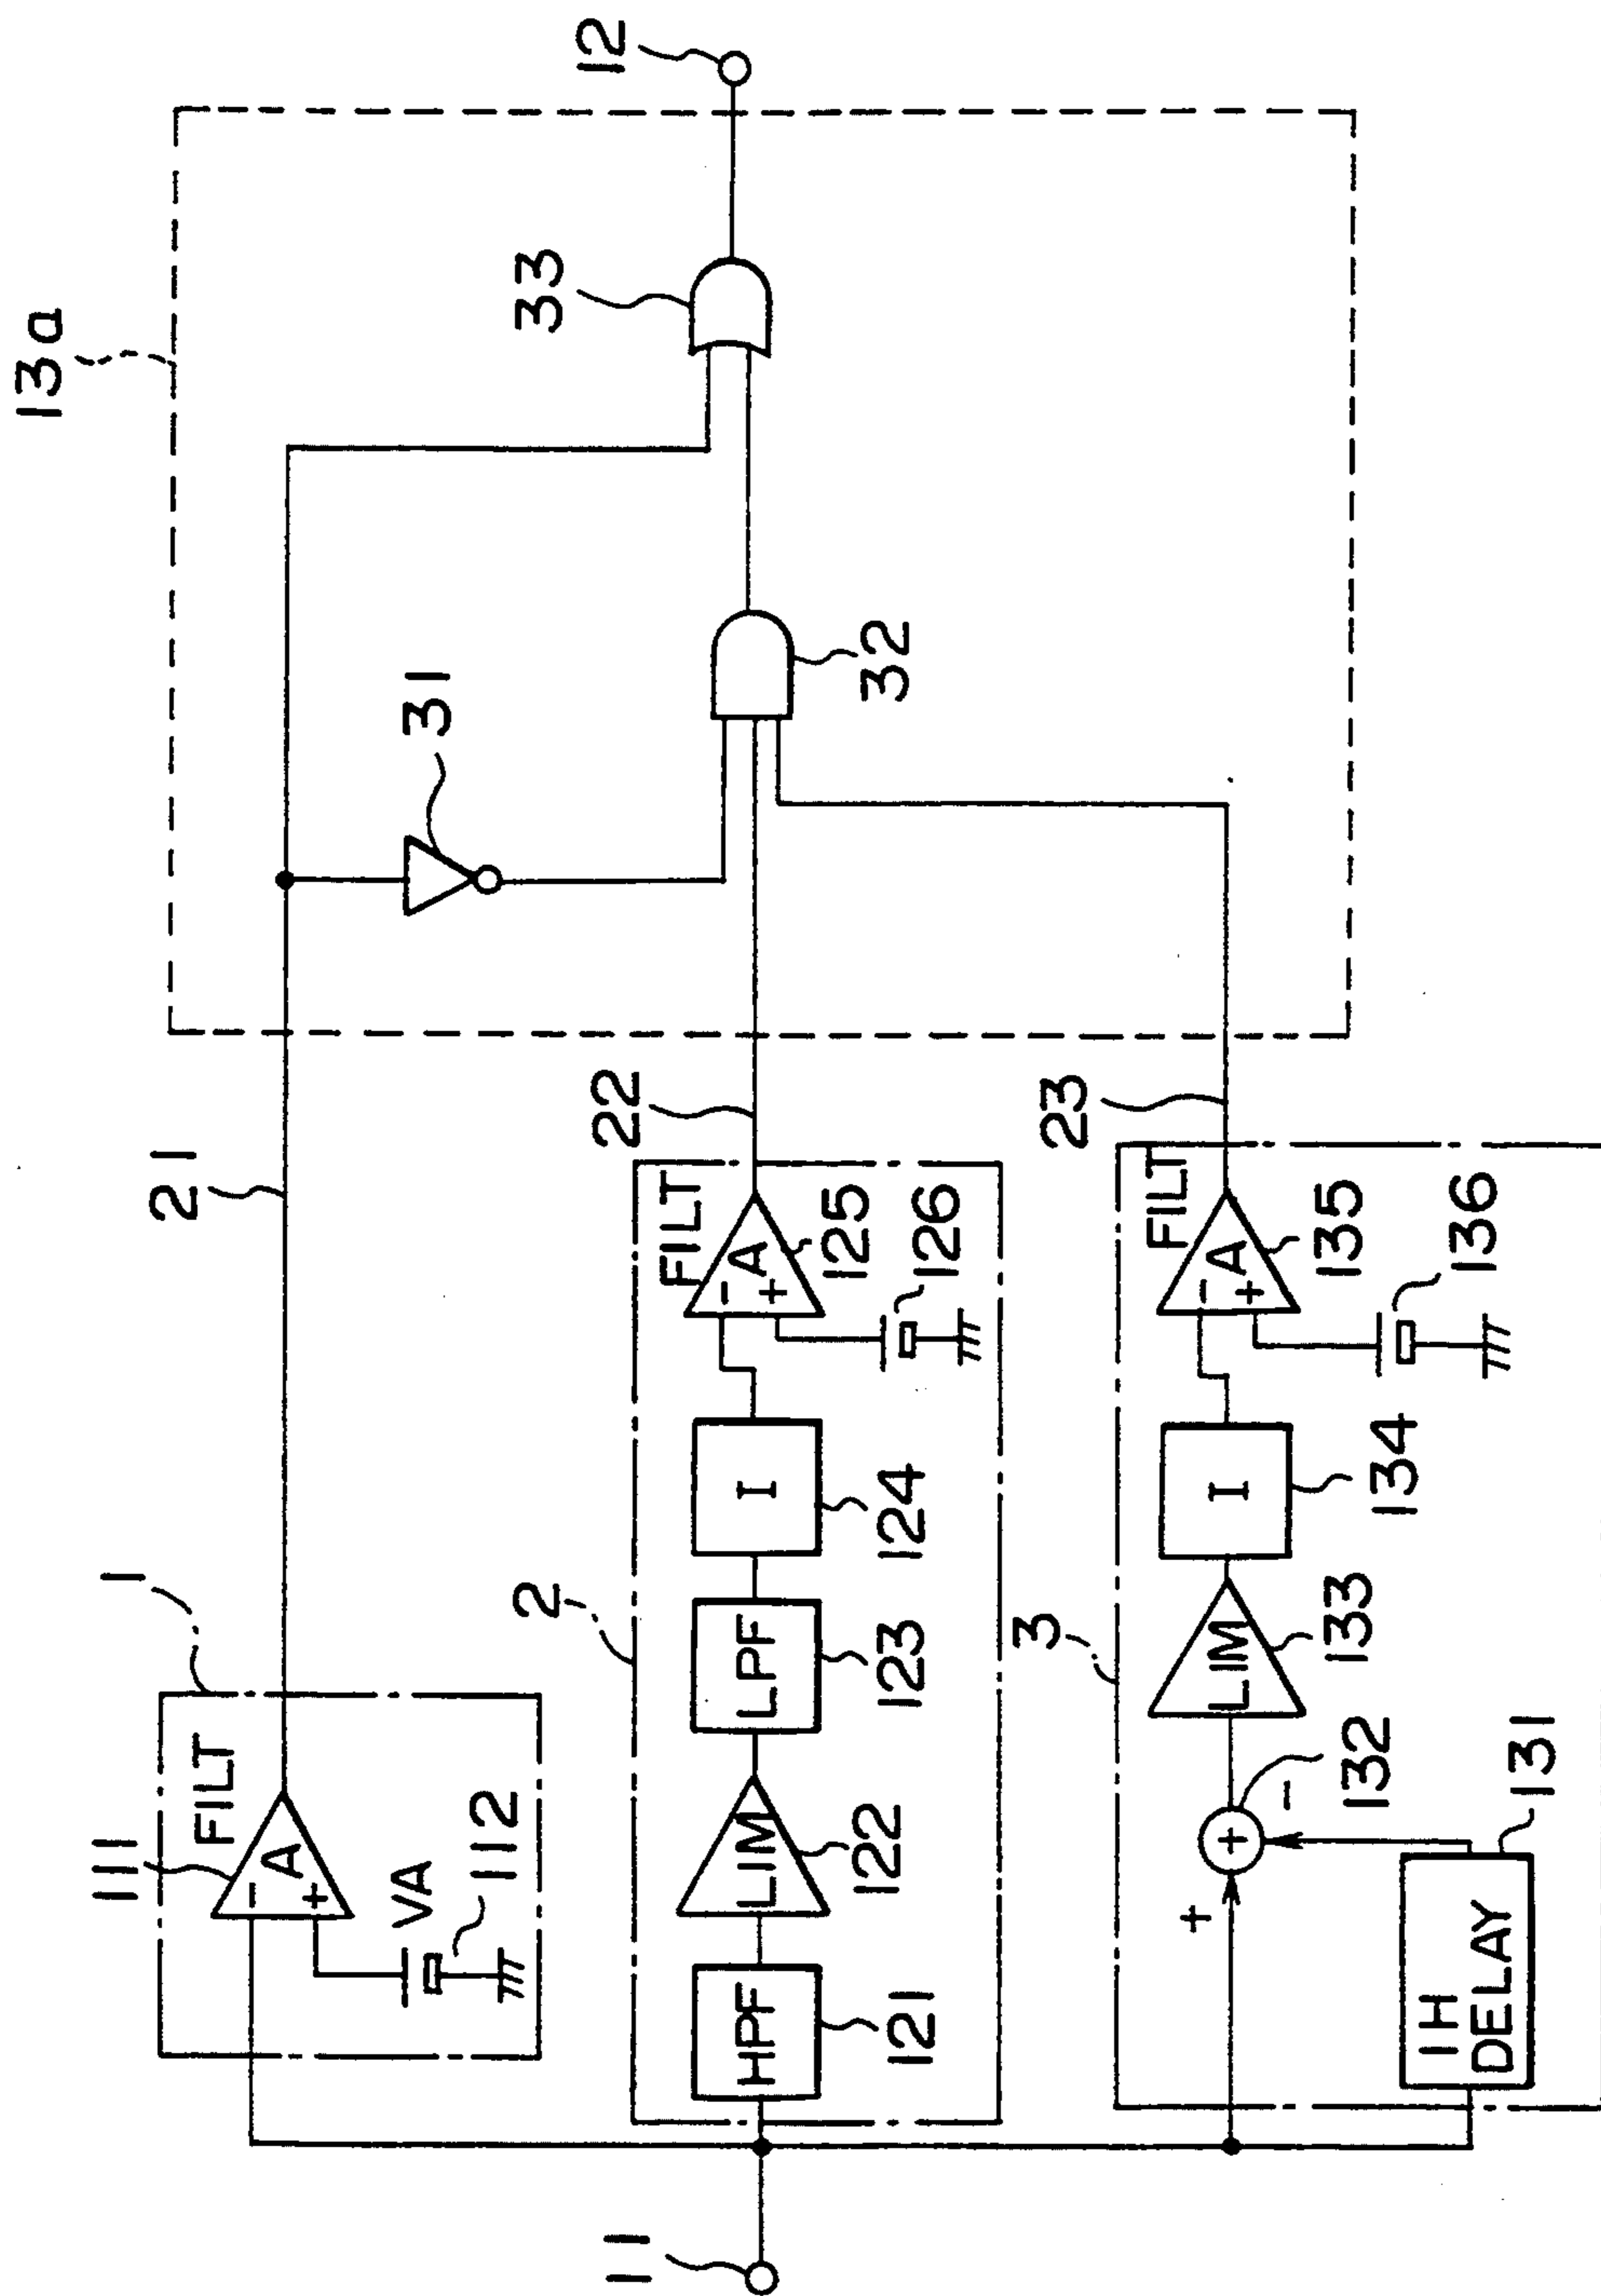 13a
12
33
31
32
21
22
23
1
111
FILT
A
-
+
VA
112
2
HPF
121
LIM
122
LPF
123
I
124
FILT
A
-
+
125
126
3
+
-
132
+
1H
DELAY
131
LIM
133
I
134
FILT
A
-
+
135
136
11